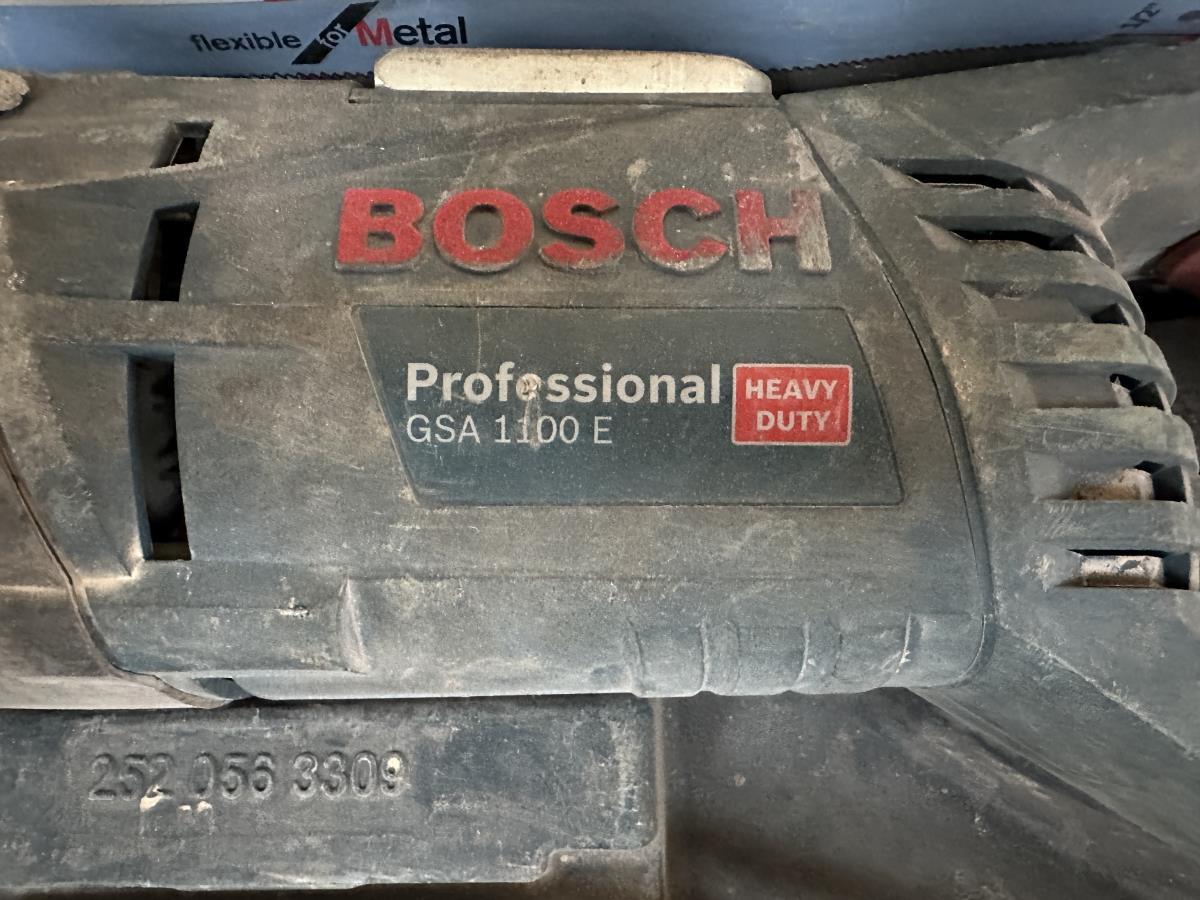 flexible for Metal
BOSCH
Professional
GSA 1100 E
HEAVY
DUTY
252 056 3309